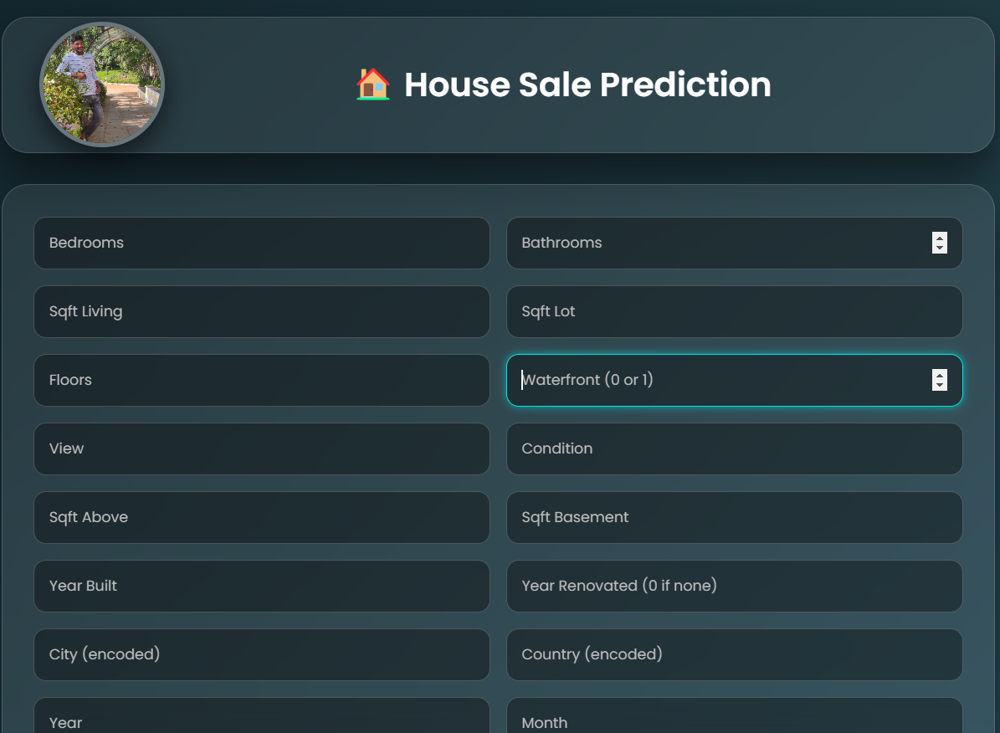 House Sale Prediction
Bedrooms
Bathrooms
Sqft Living
Sqft Lot
Floors
Waterfront (0 or 1)
View
Condition
Sqft Above
Sqft Basement
Year Built
Year Renovated (0 if none)
City (encoded)
Country (encoded)
Year
Month